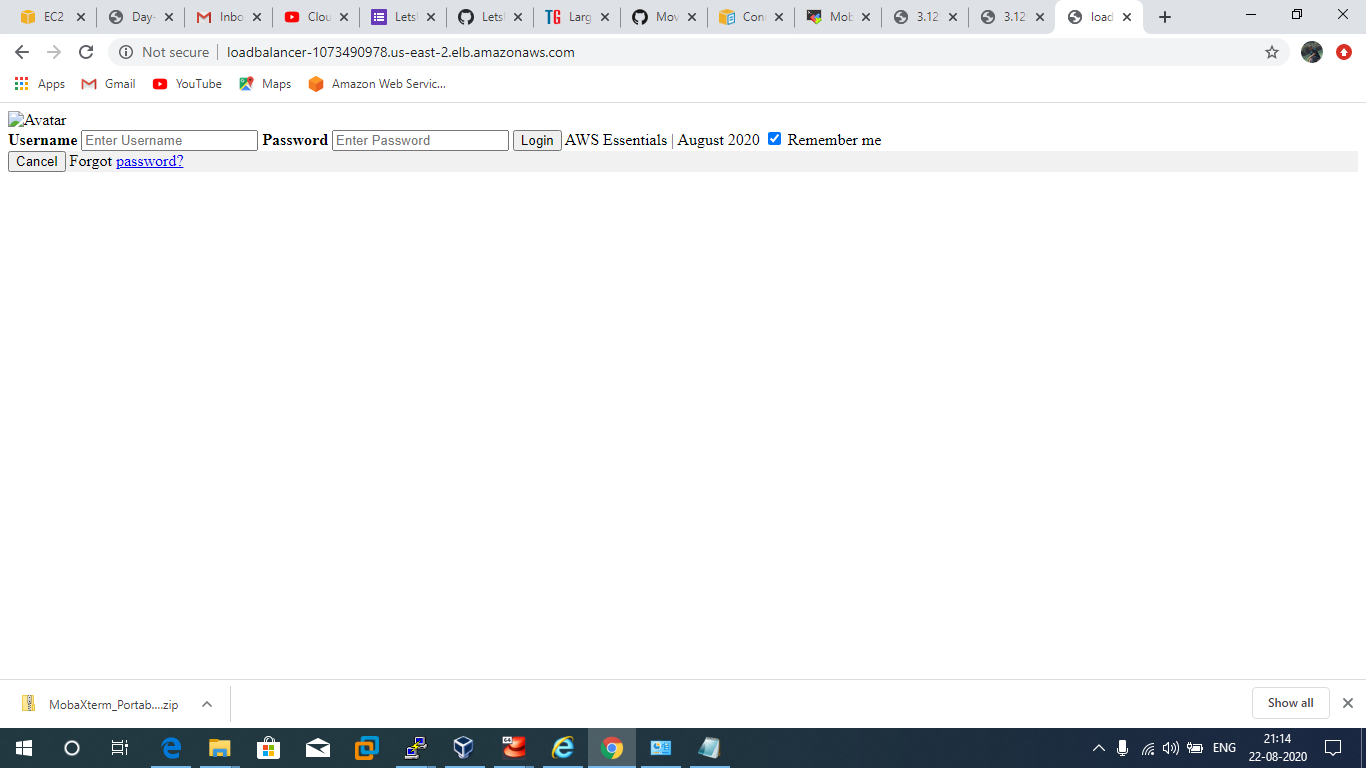 EC2 Day- Inbo Clou Lets Lets Larg Mov Con Mob 3.12 3.12 load
Not secure loadbalancer-1073490978.us-east-2.elb.amazonaws.com
Apps Gmail YouTube Maps Amazon Web Servic...
Avatar
Username Enter Username Password Enter Password Login AWS Essentials | August 2020 Remember me
Cancel Forgot password?
MobaXterm_Portab....zip Show all
ENG 21:14
22-08-2020